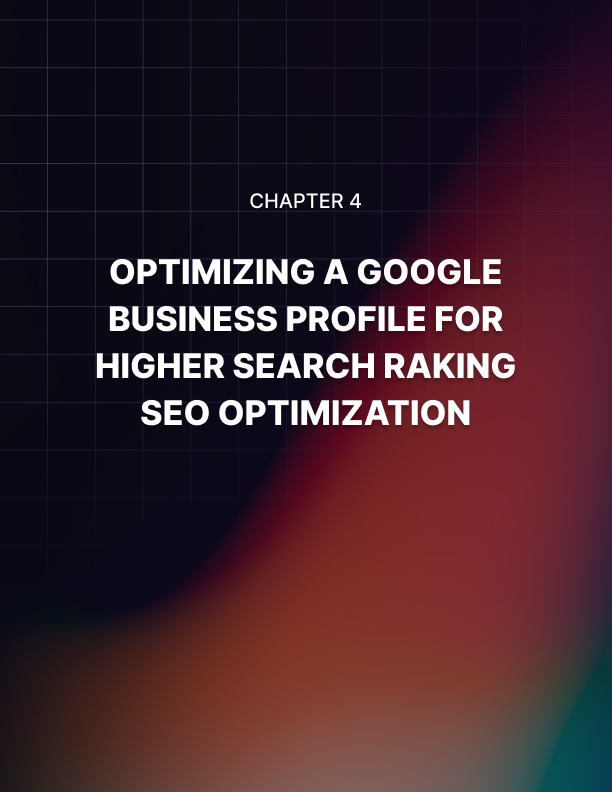 CHAPTER 4
OPTIMIZING A GOOGLE
BUSINESS PROFILE FOR
HIGHER SEARCH RAKING
SEO OPTIMIZATION